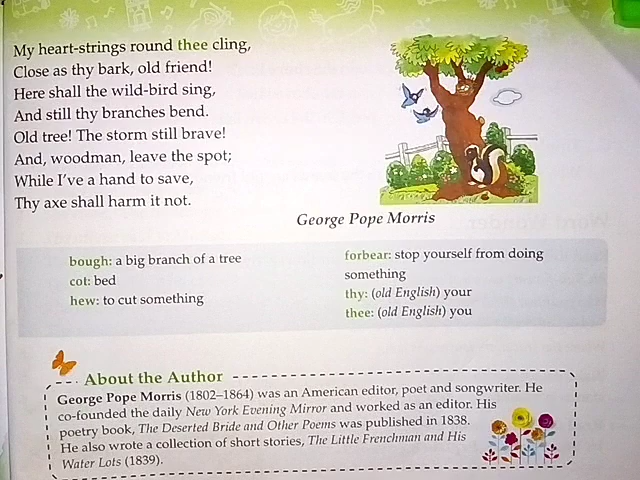 My heart-strings round thee cling,
Close as thy bark, old friend!
Here shall the wild-bird sing,
And still thy branches bend.
Old tree! The storm still brave!
And, woodman, leave the spot;
While I've a hand to save,
Thy axe shall harm it not.
George Pope Morris
bough: a big branch of a tree
cot: bed
hew: to cut something
forbear: stop yourself from doing
something
thy: (old English) your
thee: (old English) you
About the Author
George Pope Morris (1802–1864) was an American editor, poet and songwriter. He
co-founded the daily New York Evening Mirror and worked as an editor. His
poetry book, The Deserted Bride and Other Poems was published in 1838.
He also wrote a collection of short stories, The Little Frenchman and His
Water Lots (1839).